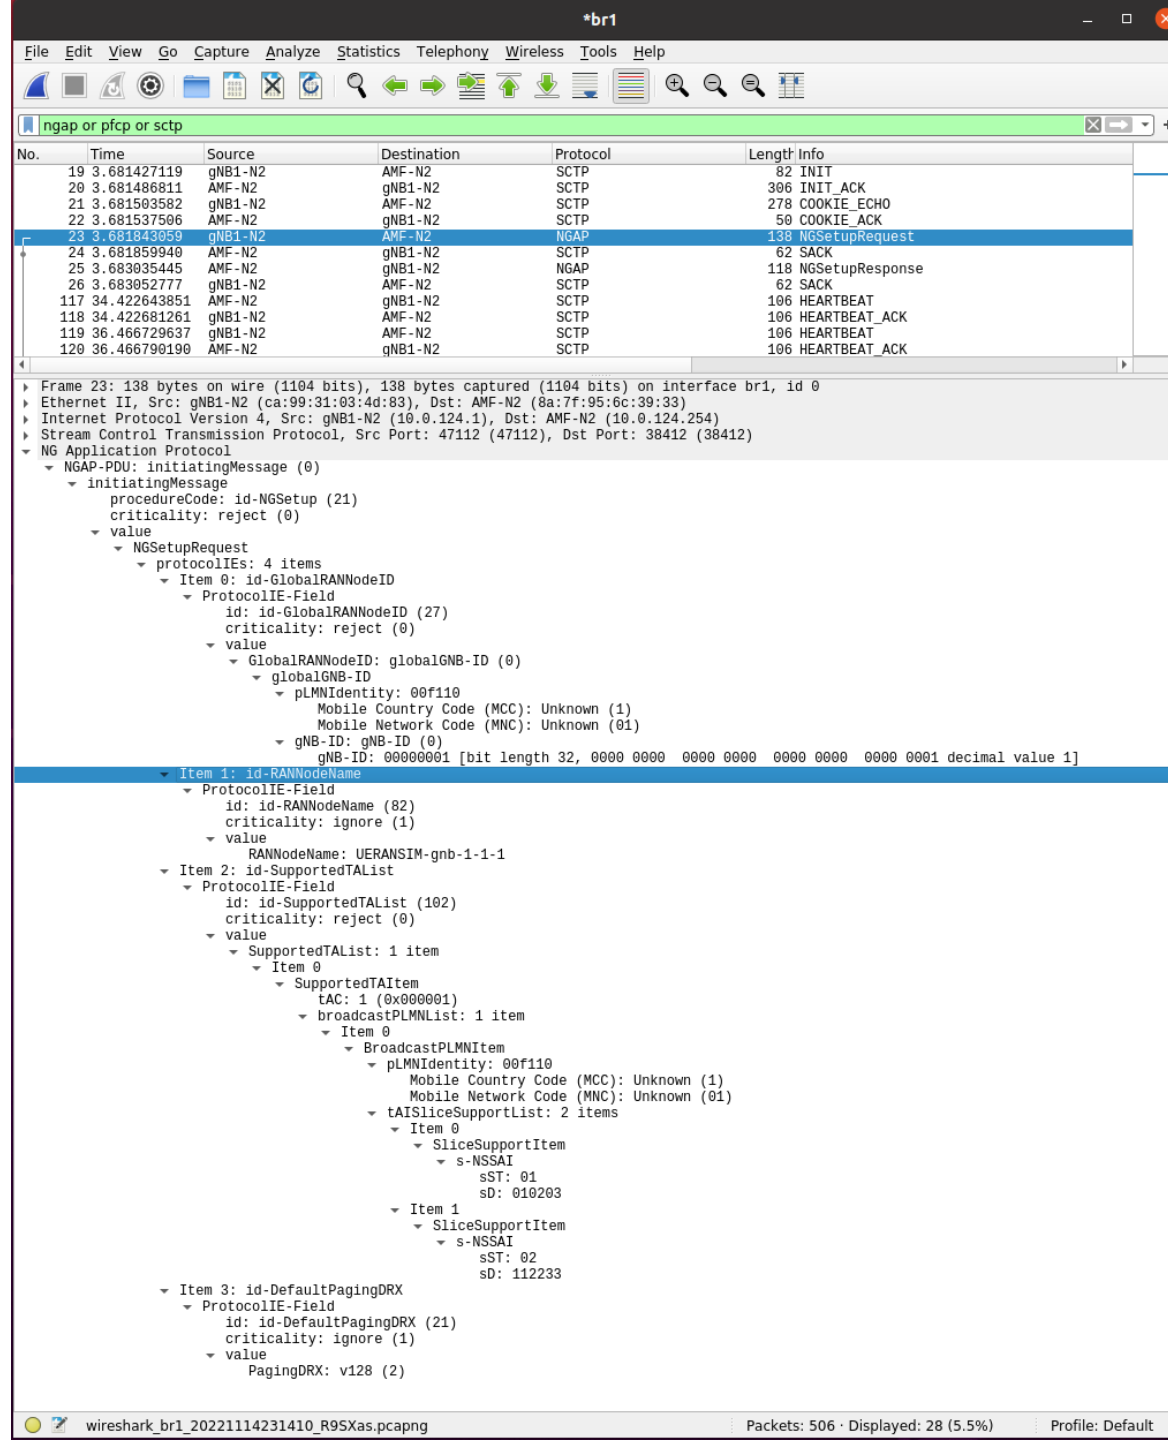 *br1
File Edit View Go Capture Analyze Statistics Telephony Wireless Tools Help
ngap or pfcp or sctp
No. Time Source Destination Protocol Length Info
19 3.681427119 gNB1-N2 AMF-N2 SCTP 82 INIT
20 3.681486811 AMF-N2 gNB1-N2 SCTP 306 INIT_ACK
21 3.681503582 gNB1-N2 AMF-N2 SCTP 278 COOKIE_ECHO
22 3.681537506 AMF-N2 gNB1-N2 SCTP 50 COOKIE_ACK
23 3.681843059 gNB1-N2 AMF-N2 NGAP 138 NGSetupRequest
24 3.681859940 AMF-N2 gNB1-N2 SCTP 62 SACK
25 3.683035445 AMF-N2 gNB1-N2 NGAP 118 NGSetupResponse
26 3.683052777 gNB1-N2 AMF-N2 SCTP 62 SACK
117 34.422643851 AMF-N2 gNB1-N2 SCTP 106 HEARTBEAT
118 34.422681261 gNB1-N2 AMF-N2 SCTP 106 HEARTBEAT_ACK
119 36.466729637 gNB1-N2 AMF-N2 SCTP 106 HEARTBEAT
120 36.466790190 AMF-N2 gNB1-N2 SCTP 106 HEARTBEAT_ACK
Frame 23: 138 bytes on wire (1104 bits), 138 bytes captured (1104 bits) on interface br1, id 0
Ethernet II, Src: gNB1-N2 (ca:99:31:03:4d:83), Dst: AMF-N2 (8a:7f:95:6c:39:33)
Internet Protocol Version 4, Src: gNB1-N2 (10.0.124.1), Dst: AMF-N2 (10.0.124.254)
Stream Control Transmission Protocol, Src Port: 47112 (47112), Dst Port: 38412 (38412)
NG Application Protocol
NGAP-PDU: initiatingMessage (0)
initiatingMessage
procedureCode: id-NGSetup (21)
criticality: reject (0)
value
NGSetupRequest
protocolIEs: 4 items
Item 0: id-GlobalRANNodeID
ProtocolIE-Field
id: id-GlobalRANNodeID (27)
criticality: reject (0)
value
GlobalRANNodeID: globalGNB-ID (0)
globalGNB-ID
pLMNIdentity: 00f110
Mobile Country Code (MCC): Unknown (1)
Mobile Network Code (MNC): Unknown (01)
gNB-ID: gNB-ID (0)
gNB-ID: 00000001 [bit length 32, 0000 0000  0000 0000  0000 0000  0000 0001 decimal value 1]
Item 1: id-RANNodeName
ProtocolIE-Field
id: id-RANNodeName (82)
criticality: ignore (1)
value
RANNodeName: UERANSIM-gnb-1-1-1
Item 2: id-SupportedTAList
ProtocolIE-Field
id: id-SupportedTAList (102)
criticality: reject (0)
value
SupportedTAList: 1 item
Item 0
SupportedTAItem
tAC: 1 (0x000001)
broadcastPLMNList: 1 item
Item 0
BroadcastPLMNItem
pLMNIdentity: 00f110
Mobile Country Code (MCC): Unknown (1)
Mobile Network Code (MNC): Unknown (01)
tAISliceSupportList: 2 items
Item 0
SliceSupportItem
s-NSSAI
sST: 01
sD: 010203
Item 1
SliceSupportItem
s-NSSAI
sST: 02
sD: 112233
Item 3: id-DefaultPagingDRX
ProtocolIE-Field
id: id-DefaultPagingDRX (21)
criticality: ignore (1)
value
PagingDRX: v128 (2)
wireshark_br1_20221114231410_R9SXas.pcapng Packets: 506 · Displayed: 28 (5.5%) Profile: Default